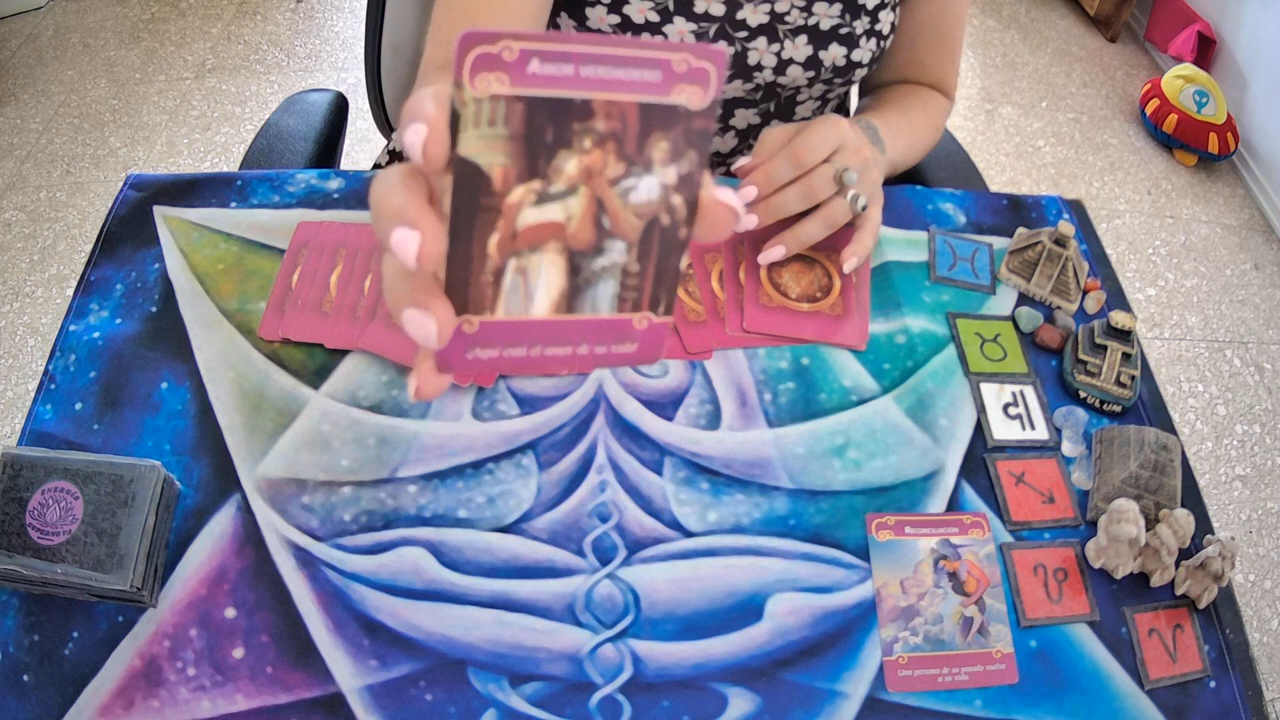 AMOR VERDADERO
¡Aquí está el amor de su vida!
TULUM
ENERGÍA
SUPERNOVA
RECONCILIACIÓN
Una persona de su pasado vuelve
a su vida.